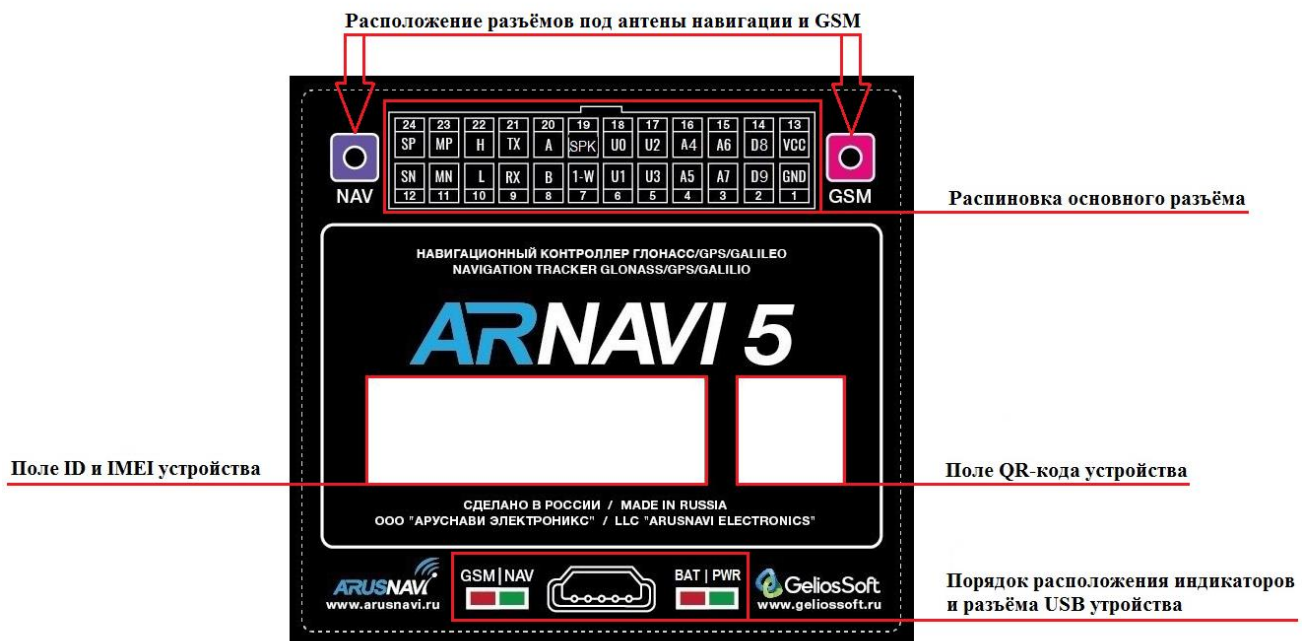 Расположение разъёмов под антены навигации и GSM
24 23 22 21 20 19 18 17 16 15 14 13
SP MP H TX A SPK U0 U2 A4 A6 D8 VCC
SN MN L RX B 1-W U1 U3 A5 A7 D9 GND
12 11 10 9 8 7 6 5 4 3 2 1
NAV
GSM
Распиновка основного разъёма
НАВИГАЦИОННЫЙ КОНТРОЛЛЕР ГЛОНАСС/GPS/GALILEO
NAVIGATION TRACKER GLONASS/GPS/GALILIO
ARNAVI 5
Поле ID и IMEI устройства
Поле QR-кода устройства
СДЕЛАНО В РОССИИ / MADE IN RUSSIA
ООО "АРУСНАВИ ЭЛЕКТРОНИКС" / LLC "ARUSNAVI ELECTRONICS"
ARUSNAVI
www.arusnavi.ru
GSM | NAV
BAT | PWR
GeliosSoft
www.geliossoft.ru
Порядок расположения индикаторов
и разъёма USB утройства